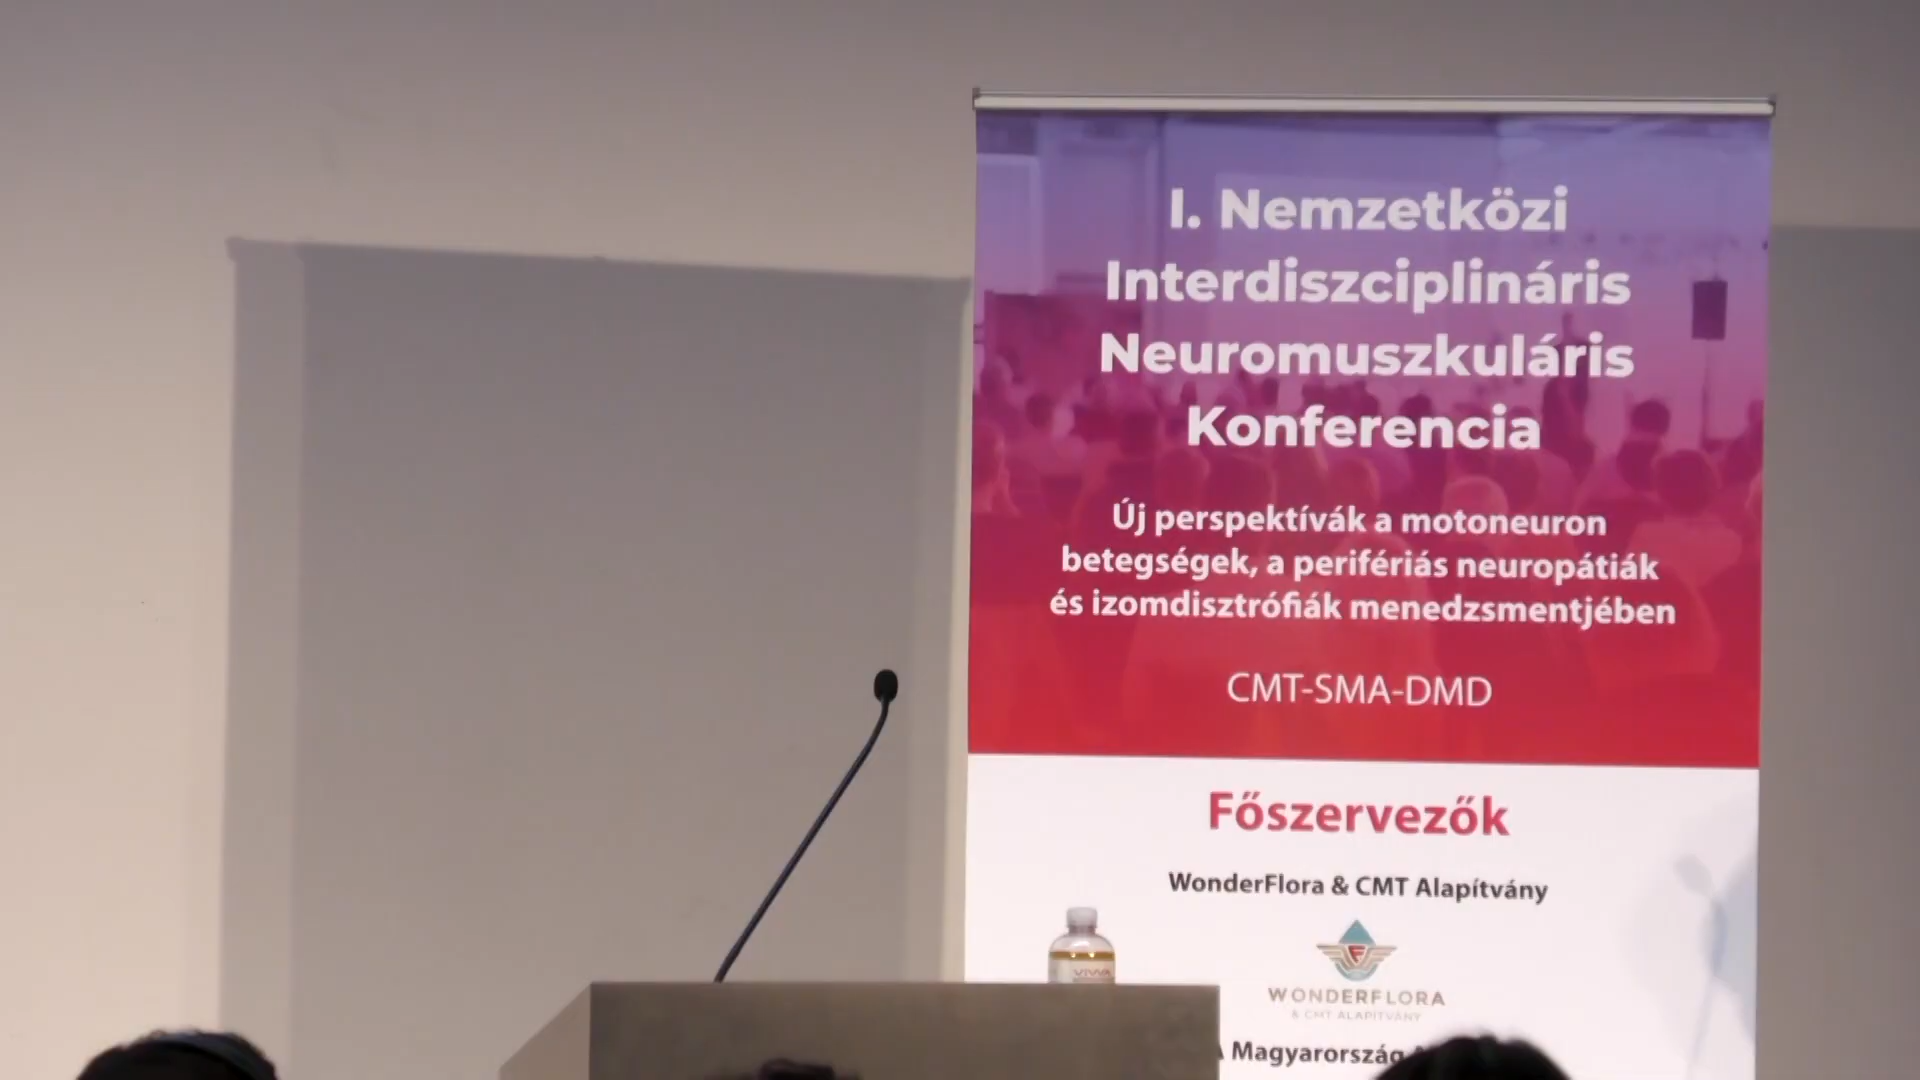 I. Nemzetközi
Interdiszciplináris
Neuromuszkuláris
Konferencia
Új perspektívák a motoneuron
betegségek, a perifériás neuropátiák
és izomdisztrófiák menedzsmentjében
CMT-SMA-DMD
Főszervezők
WonderFlora & CMT Alapítvány
WONDERFLORA
& CMT ALAPÍTVÁNY
Magyarország
VIWA